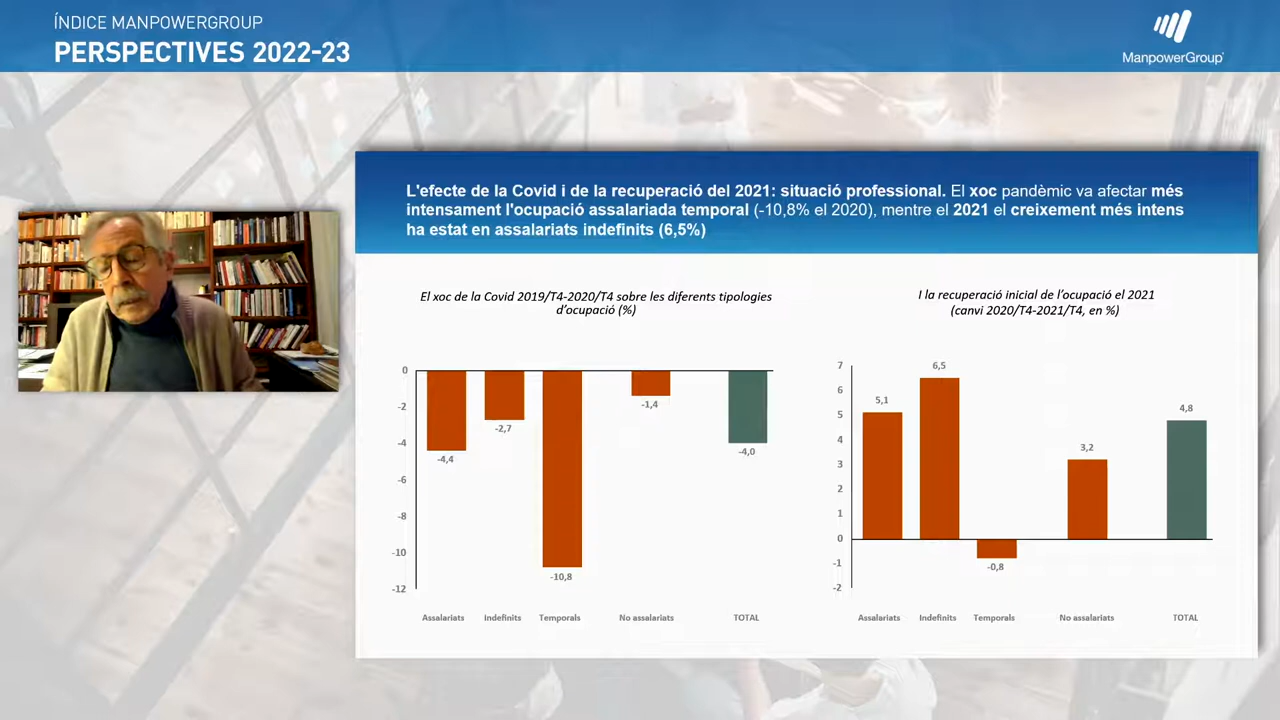 ÍNDICE MANPOWERGROUP
PERSPECTIVES 2022-23
ManpowerGroup
L'efecte de la Covid i de la recuperació del 2021: situació professional. El xoc pandèmic va afectar més
intensament l'ocupació assalariada temporal (-10,8% el 2020), mentre el 2021 el creixement més intens
ha estat en assalariats indefinits (6,5%)
El xoc de la Covid 2019/T4-2020/T4 sobre les diferents tipologies
d'ocupació (%)
0
-2
-4
-6
-8
-10
-12
-4,4
-2,7
-10,8
-1,4
-4,0
Assalariats Indefinits Temporals No assalariats TOTAL
I la recuperació inicial de l'ocupació el 2021
(canvi 2020/T4-2021/T4, en %)
7
6
5
4
3
2
1
0
-1
-2
5,1
6,5
-0,8
3,2
4,8
Assalariats Indefinits Temporals No assalariats TOTAL